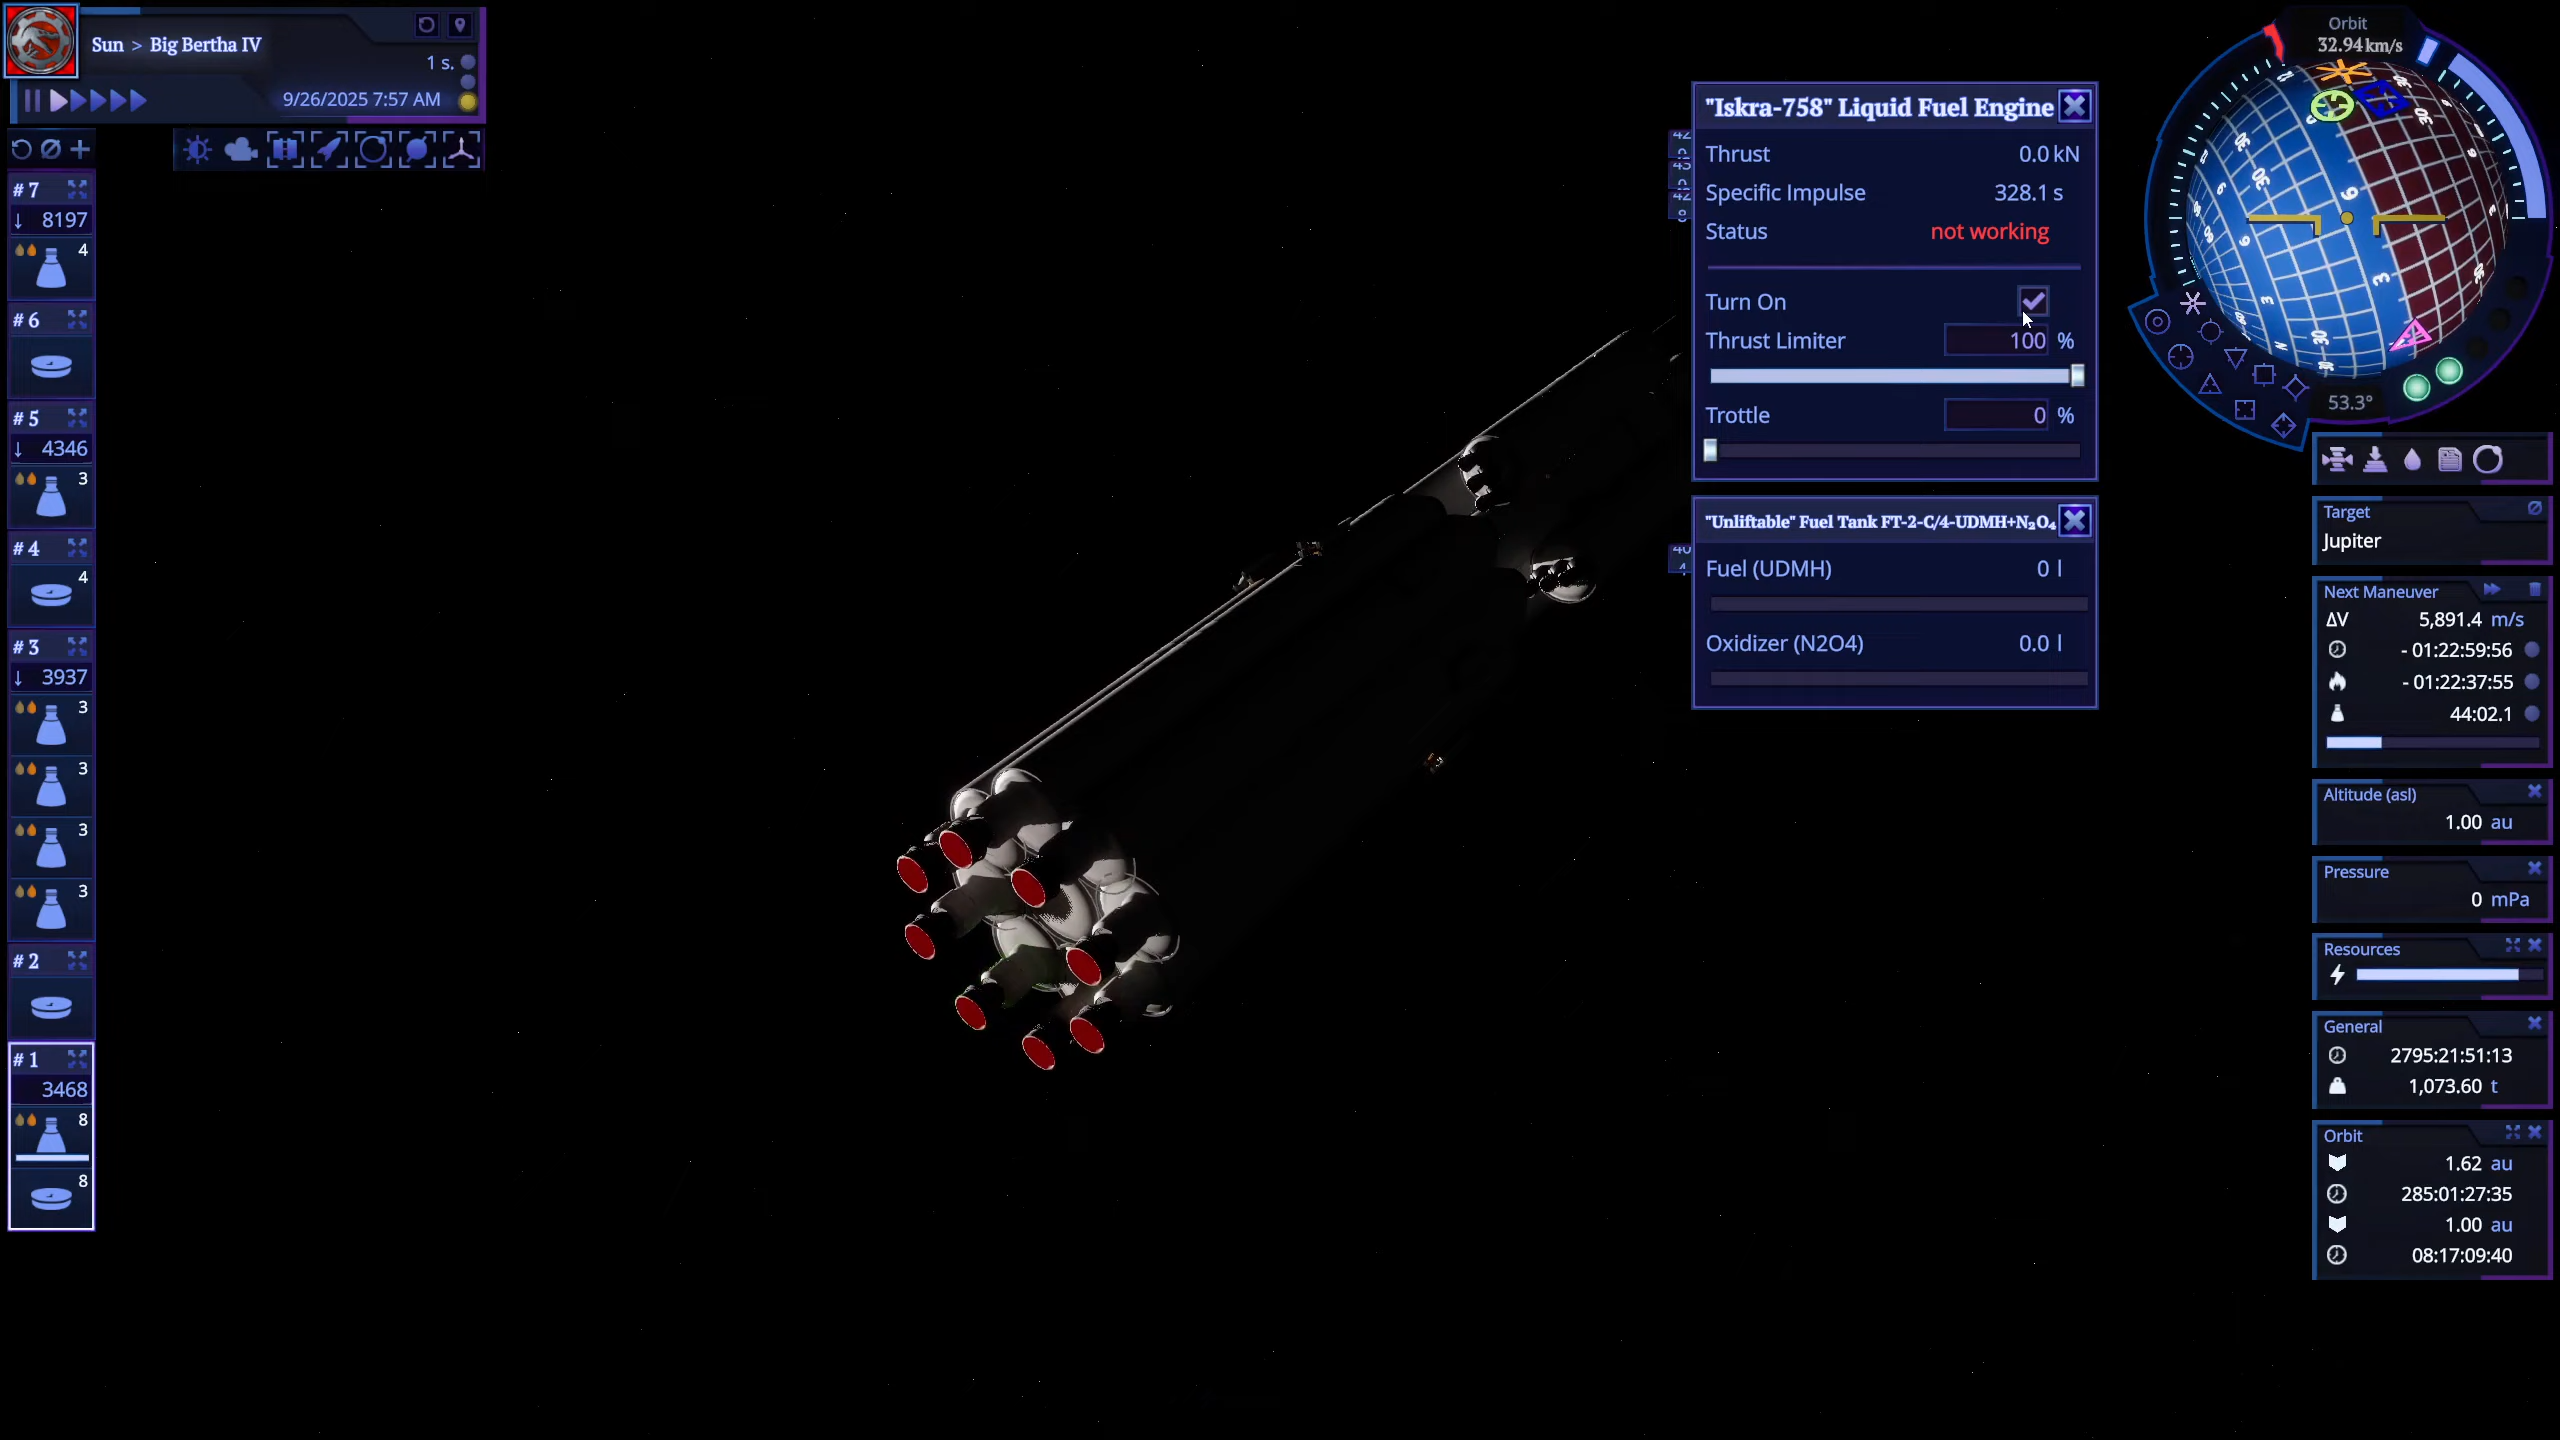 Sun > Big Bertha IV
1 s.
9/26/2025 7:57 AM
# 7
↓ 8197
4
# 6
# 5
↓ 4346
3
# 4
4
# 3
↓ 3937
3
3
3
3
# 2
# 1
3468
8
8
"Iskra-758" Liquid Fuel Engine
Thrust 0.0 kN
Specific Impulse 328.1 s
Status not working
Turn On
Thrust Limiter 100 %
Trottle 0 %
"Unliftable" Fuel Tank FT-2-C/4-UDMH+N₂O₄
Fuel (UDMH) 0 l
Oxidizer (N2O4) 0.0 l
Orbit
32.94 km/s
53.3°
Target
Jupiter
Next Maneuver
ΔV 5,891.4 m/s
- 01:22:59:56
- 01:22:37:55
44:02.1
Altitude (asl)
1.00 au
Pressure
0 mPa
Resources
General
2795:21:51:13
1,073.60 t
Orbit
1.62 au
285:01:27:35
1.00 au
08:17:09:40